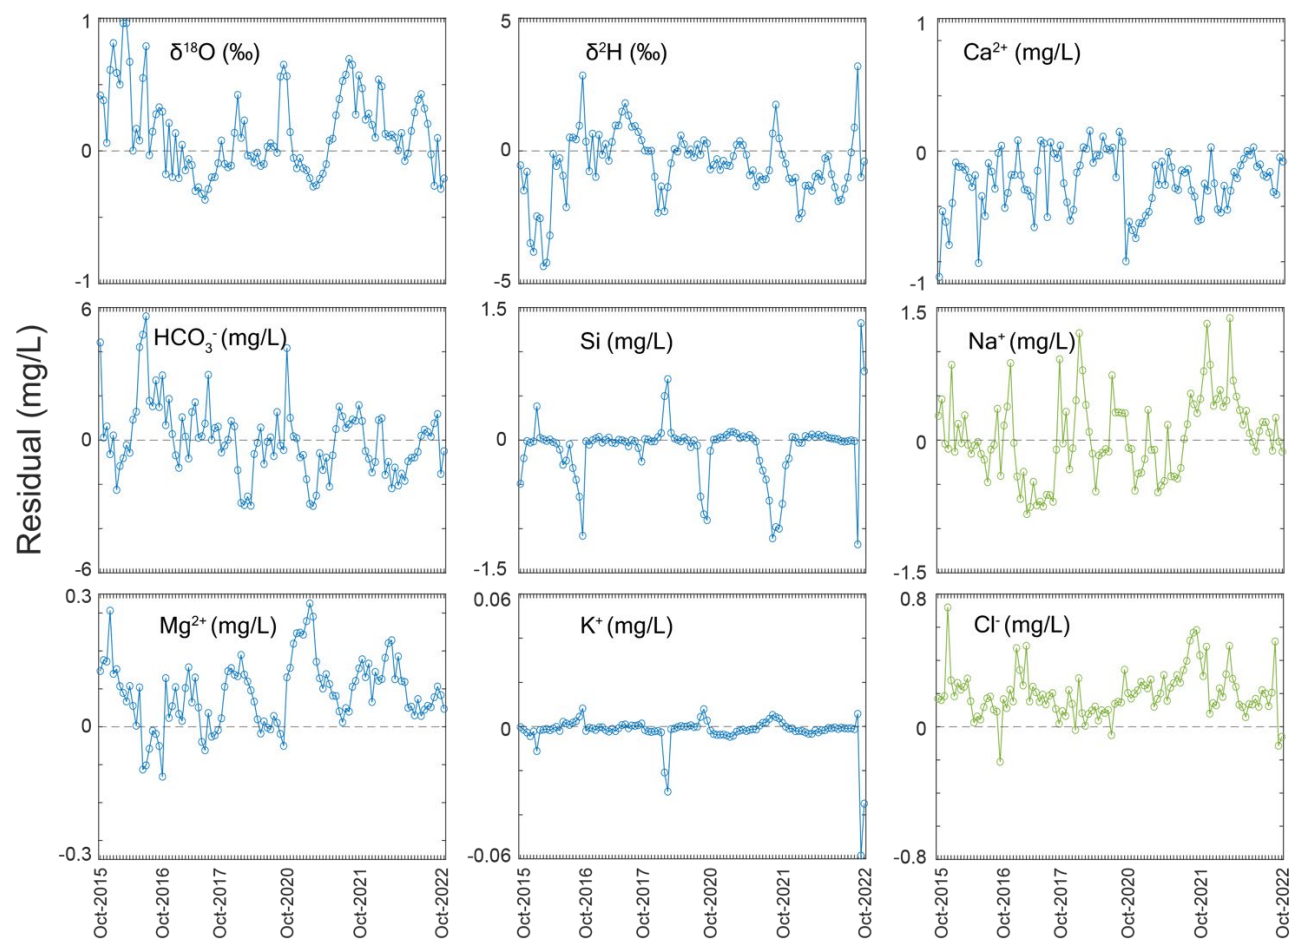 Residual (mg/L)
δ¹⁸O (‰)
1
0
-1
δ²H (‰)
5
0
-5
Ca²⁺ (mg/L)
1
0
-1
HCO₃⁻ (mg/L)
6
0
-6
Si (mg/L)
1.5
0
-1.5
Na⁺ (mg/L)
1.5
0
-1.5
Mg²⁺ (mg/L)
0.3
0
-0.3
K⁺ (mg/L)
0.06
0
-0.06
Cl⁻ (mg/L)
0.8
0
-0.8
Oct-2015
Oct-2016
Oct-2017
Oct-2020
Oct-2021
Oct-2022
Oct-2015
Oct-2016
Oct-2017
Oct-2020
Oct-2021
Oct-2022
Oct-2015
Oct-2016
Oct-2017
Oct-2020
Oct-2021
Oct-2022